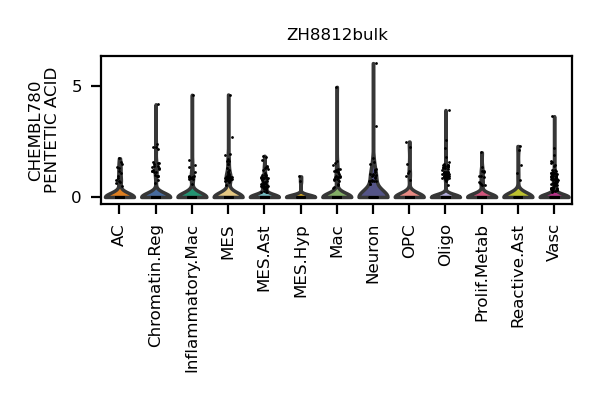 ZH8812bulk
CHEMBL780
PENTETIC ACID
5
0
AC
Chromatin.Reg
Inflammatory.Mac
MES
MES.Ast
MES.Hyp
Mac
Neuron
OPC
Oligo
Prolif.Metab
Reactive.Ast
Vasc